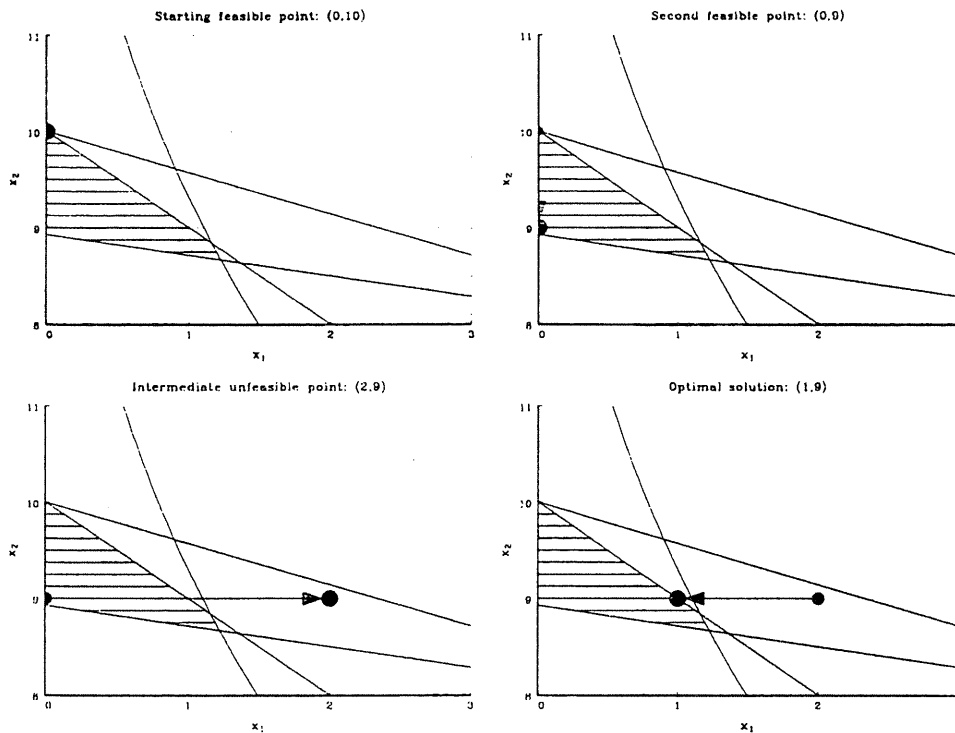 Starting feasible point: (0,10)
11
10
9
8
x2
0
1
2
3
x1
Second feasible point: (0,9)
11
10
9
8
x2
0
1
2
x1
Intermediate unfeasible point: (2,9)
11
10
9
8
x2
0
1
2
3
x1
Optimal solution: (1,9)
11
10
9
8
x2
0
1
2
x1